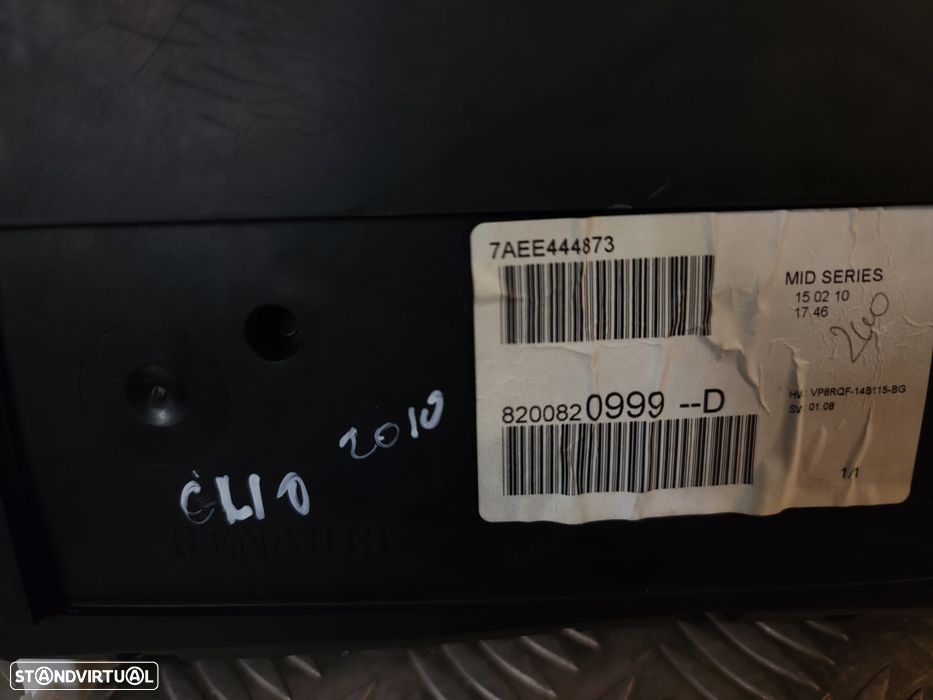 7AEE444873
MID SERIES
15 02 10
17 46
8200820999 --D
HW: VP8RQF-14B115-BG
SW: 01.08
1/1
CLIO 2010
RENAULT
STANDVIRTUAL